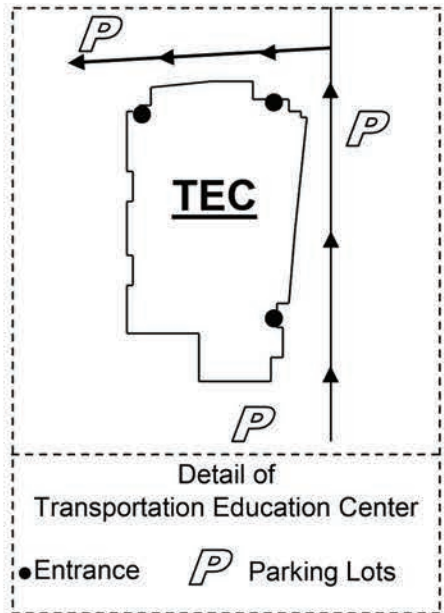 P
P
TEC
P
Detail of
Transportation Education Center
Entrance P Parking Lots